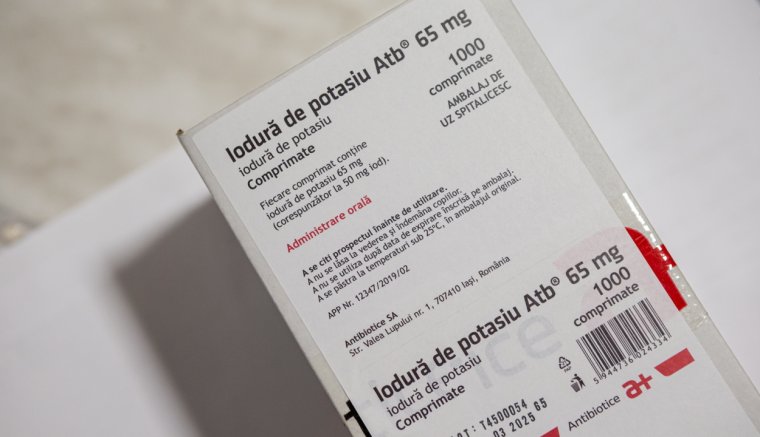 Iodură de potasiu Atb® 65 mg
iodură de potasiu
Comprimate
1000
comprimate
AMBALAJ DE
UZ SPITALICESC
Fiecare comprimat conține
iodură de potasiu 65 mg
(corespunzător la 50 mg iod).
Administrare orală
A se citi prospectul înainte de utilizare.
A nu se lăsa la vederea și îndemâna copiilor.
A nu se utiliza după data de expirare înscrisă pe ambalaj.
A se păstra la temperaturi sub 25°C, în ambalajul original.
APP Nr. 12347/2019/02
Antibiotice SA
Str. Valea Lupului nr. 1, 707410 Iași, România
Iodură de potasiu Atb® 65 mg
iodură de potasiu
Comprimate
1000
comprimate
5944736024334
PAP
Antibiotice a+
: T4500054
03 2025 65